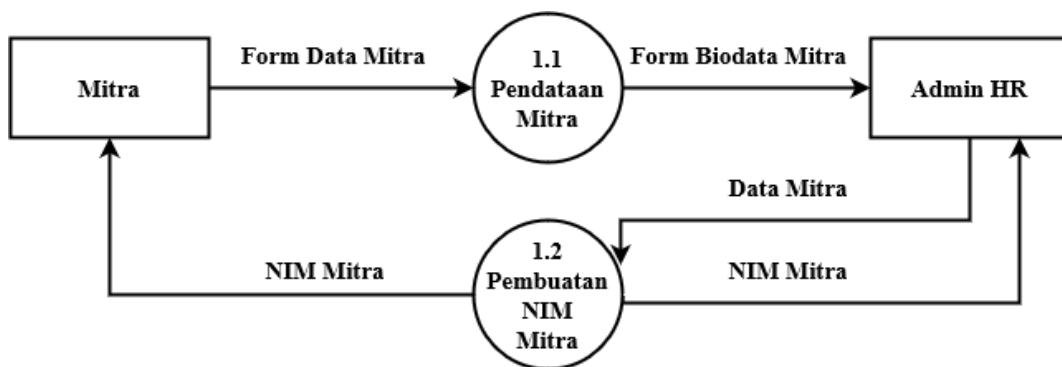 Form Data Mitra
1.1
Form Biodata Mitra
Mitra
Pendataan
Admin HR
Mitra
Data Mitra
1.2
NIM Mitra
Pembuatan
NIM Mitra
NIM
Mitra